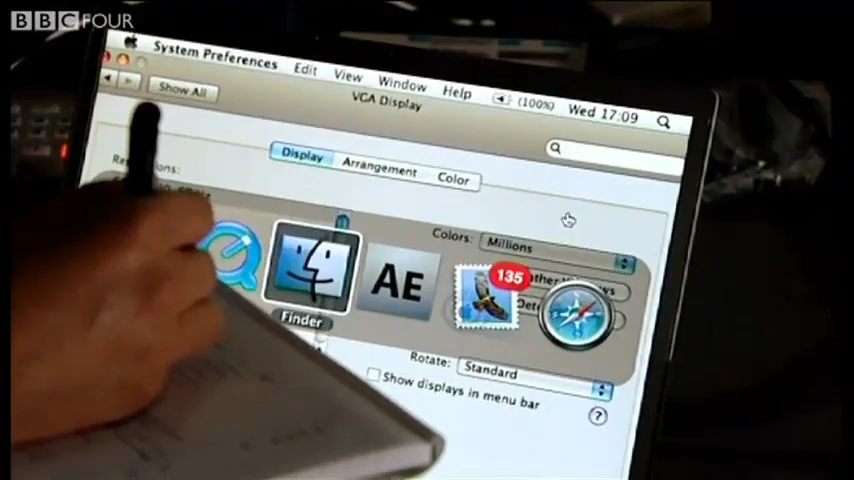 BBC FOUR
System Preferences Edit View Window Help (100%) Wed 17:09
VGA Display
Show All
Display Arrangement Color
Colors: Millions
135
AE
Finder
Rotate: Standard
Show displays in menu bar
?